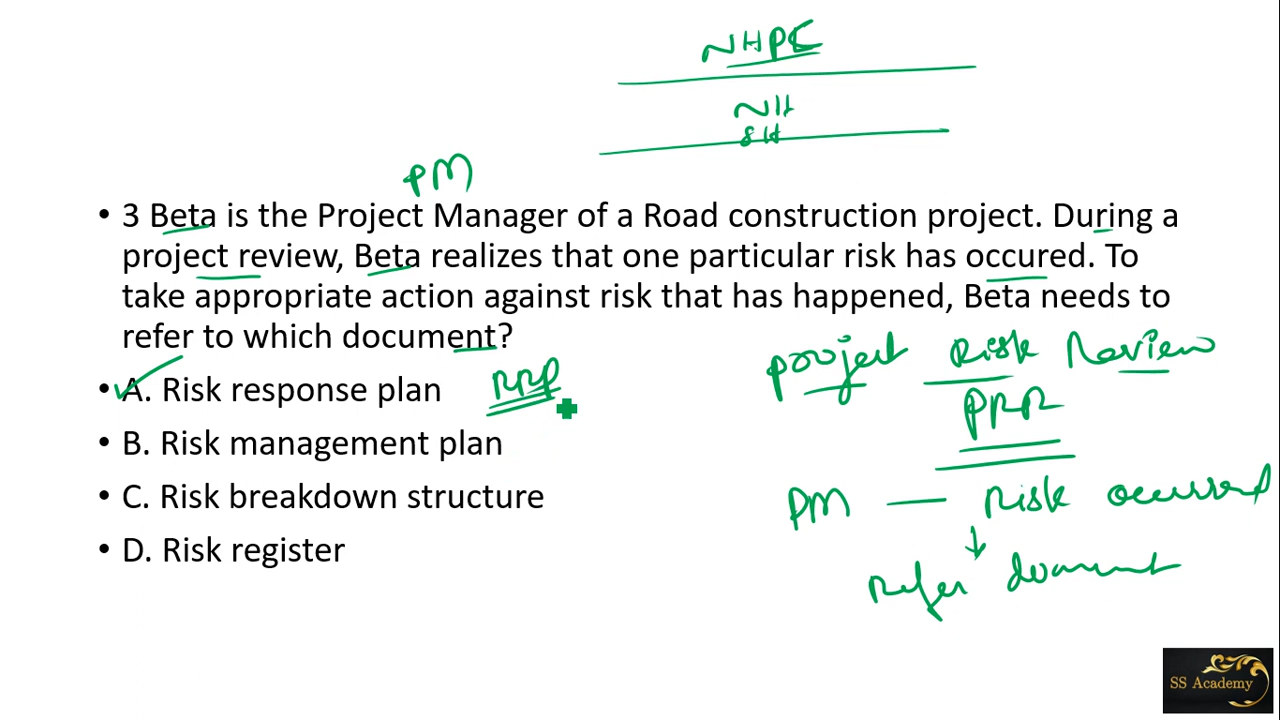 NHPC
NH
SH
PM
• 3 Beta is the Project Manager of a Road construction project. During a
project review, Beta realizes that one particular risk has occured. To
take appropriate action against risk that has happened, Beta needs to
refer to which document?
project Risk Review
• A. Risk response plan
RRP
PRR
• B. Risk management plan
• C. Risk breakdown structure
PM — Risk occurred
• D. Risk register
Refer document
SS Academy